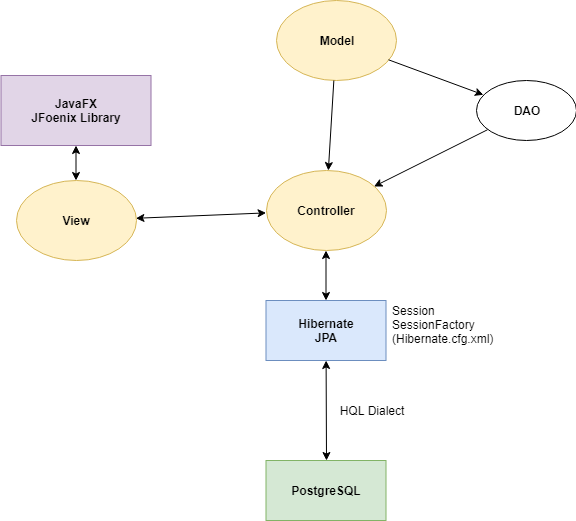 Model
JavaFX
JFoenix Library
DAO
View
Controller
Hibernate
JPA
Session
SessionFactory
(Hibernate.cfg.xml)
HQL Dialect
PostgreSQL